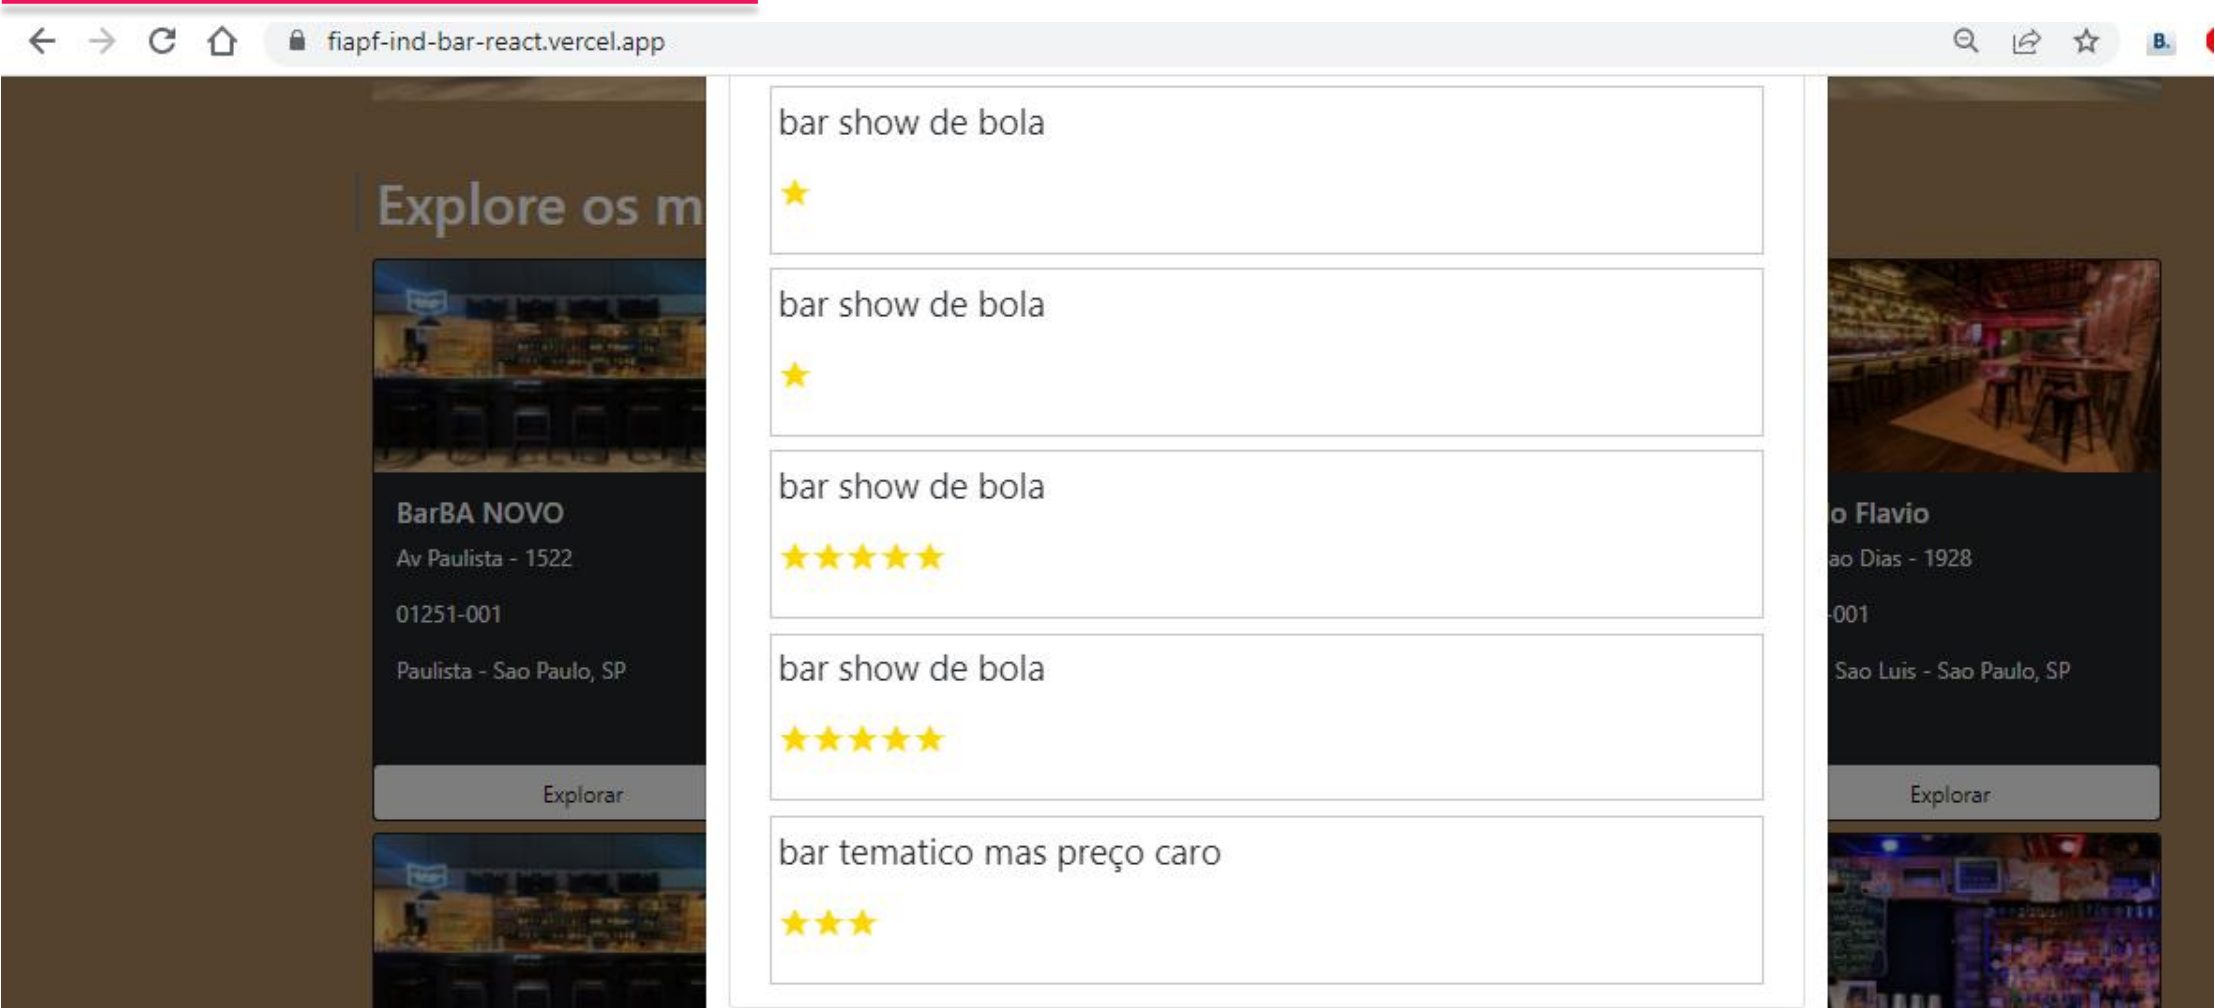 fiapf-ind-bar-react.vercel.app
B.
Explore os m
bar show de bola
bar show de bola
bar show de bola
bar show de bola
bar tematico mas preço caro
BarBA NOVO
Av Paulista - 1522
01251-001
Paulista - Sao Paulo, SP
Explorar
o Flavio
ao Dias - 1928
-001
Sao Luis - Sao Paulo, SP
Explorar